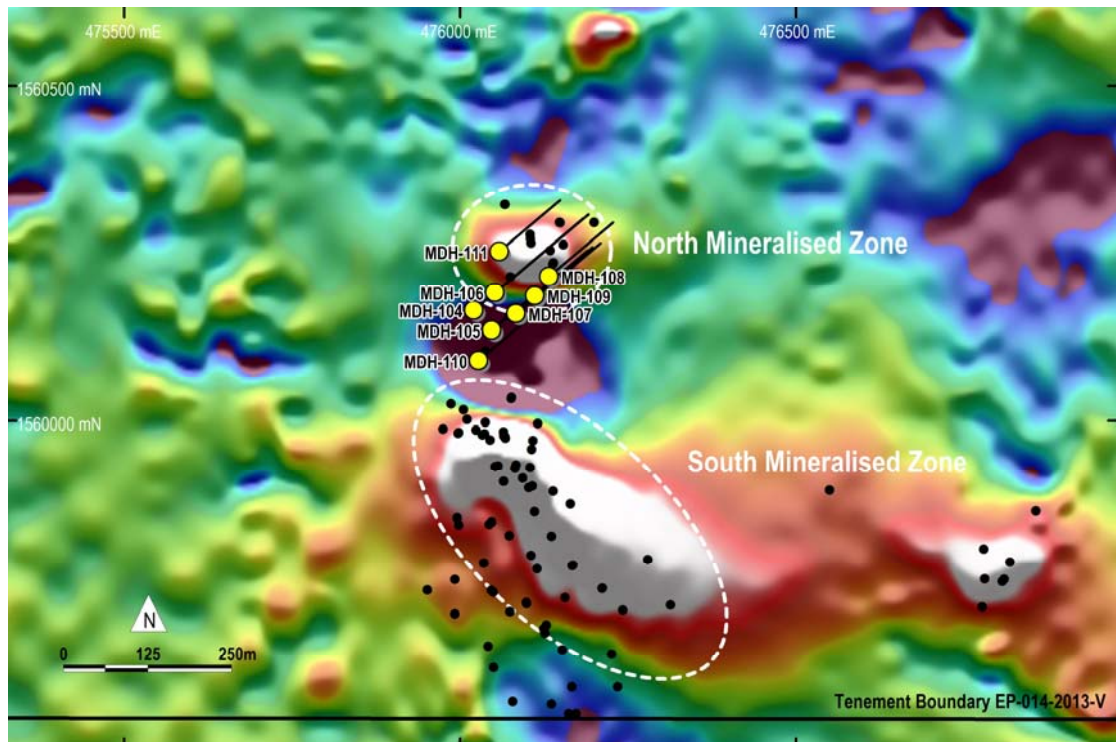 475500 mE
476000 mE
476500 mE
1560500 mN
North Mineralised Zone
MDH-111
MDH-108
MDH-106
MDH-109
MDH-104
MDH-107
MDH-105
MDH-110
1560000 mN
South Mineralised Zone
N
0 125 250m
Tenement Boundary EP-014-2013-V